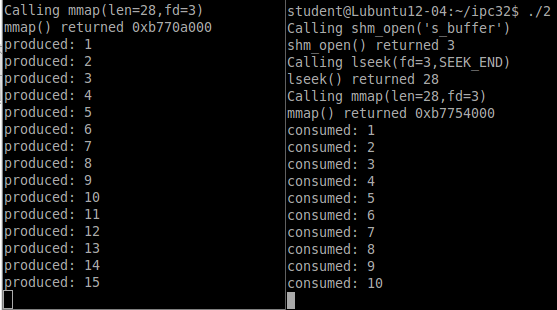 Calling mmap(len=28,fd=3)
mmap() returned 0xb770a000
produced: 1
produced: 2
produced: 3
produced: 4
produced: 5
produced: 6
produced: 7
produced: 8
produced: 9
produced: 10
produced: 11
produced: 12
produced: 13
produced: 14
produced: 15
student@Lubuntu12-04:~/ipc32$ ./2
Calling shm_open('s_buffer')
shm_open() returned 3
Calling lseek(fd=3,SEEK_END)
lseek() returned 28
Calling mmap(len=28,fd=3)
mmap() returned 0xb7754000
consumed: 1
consumed: 2
consumed: 3
consumed: 4
consumed: 5
consumed: 6
consumed: 7
consumed: 8
consumed: 9
consumed: 10